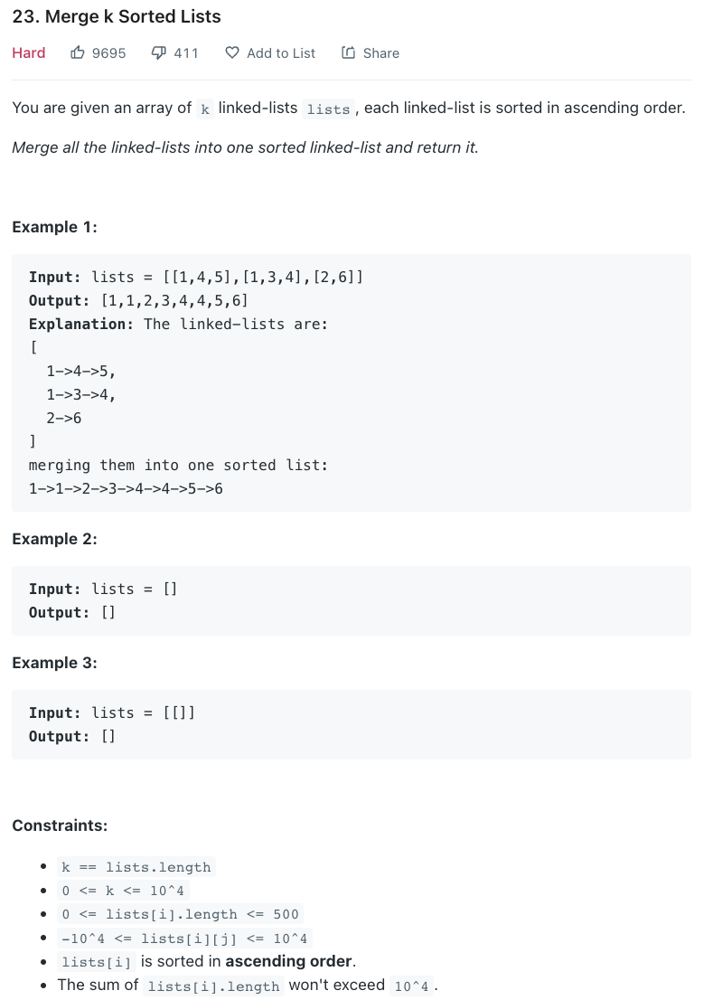 23. Merge k Sorted Lists
Hard 9695 411 Add to List Share
You are given an array of k linked-lists lists, each linked-list is sorted in ascending order.
Merge all the linked-lists into one sorted linked-list and return it.
Example 1:
Input: lists = [[1,4,5],[1,3,4],[2,6]]
Output: [1,1,2,3,4,4,5,6]
Explanation: The linked-lists are:
[
  1->4->5,
  1->3->4,
  2->6
]
merging them into one sorted list:
1->1->2->3->4->4->5->6
Example 2:
Input: lists = []
Output: []
Example 3:
Input: lists = [[]]
Output: []
Constraints:
• k == lists.length
• 0 <= k <= 10^4
• 0 <= lists[i].length <= 500
• -10^4 <= lists[i][j] <= 10^4
• lists[i] is sorted in ascending order.
• The sum of lists[i].length won't exceed 10^4.